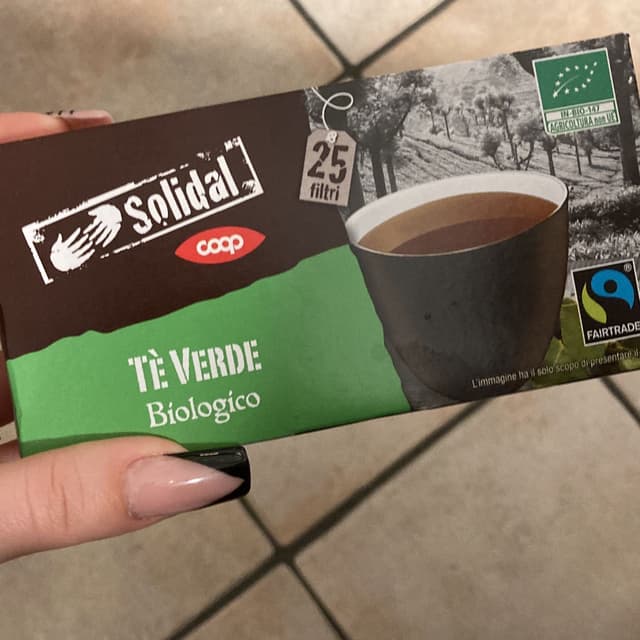 Solidal
coop
25
filtri
TÈ VERDE
Biologico
IN-BIO-147
AGRICOLTURA non UE
FAIRTRADE
®
L'immagine ha il solo scopo di presentare